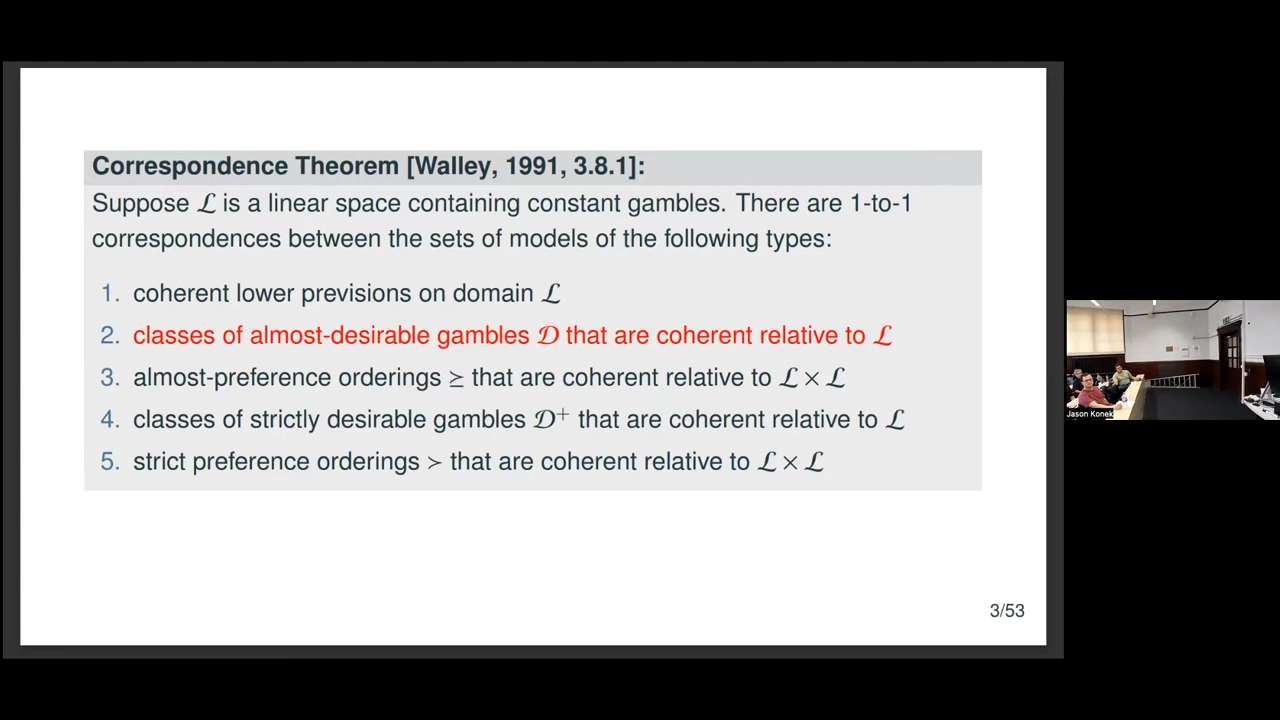 Correspondence Theorem [Walley, 1991, 3.8.1]:
Suppose ℒ is a linear space containing constant gambles. There are 1-to-1
correspondences between the sets of models of the following types:
1. coherent lower previsions on domain ℒ
2. classes of almost-desirable gambles 𝒟 that are coherent relative to ℒ
3. almost-preference orderings ⪰ that are coherent relative to ℒ × ℒ
4. classes of strictly desirable gambles 𝒟⁺ that are coherent relative to ℒ
5. strict preference orderings ≻ that are coherent relative to ℒ × ℒ
3/53
Jason Konek